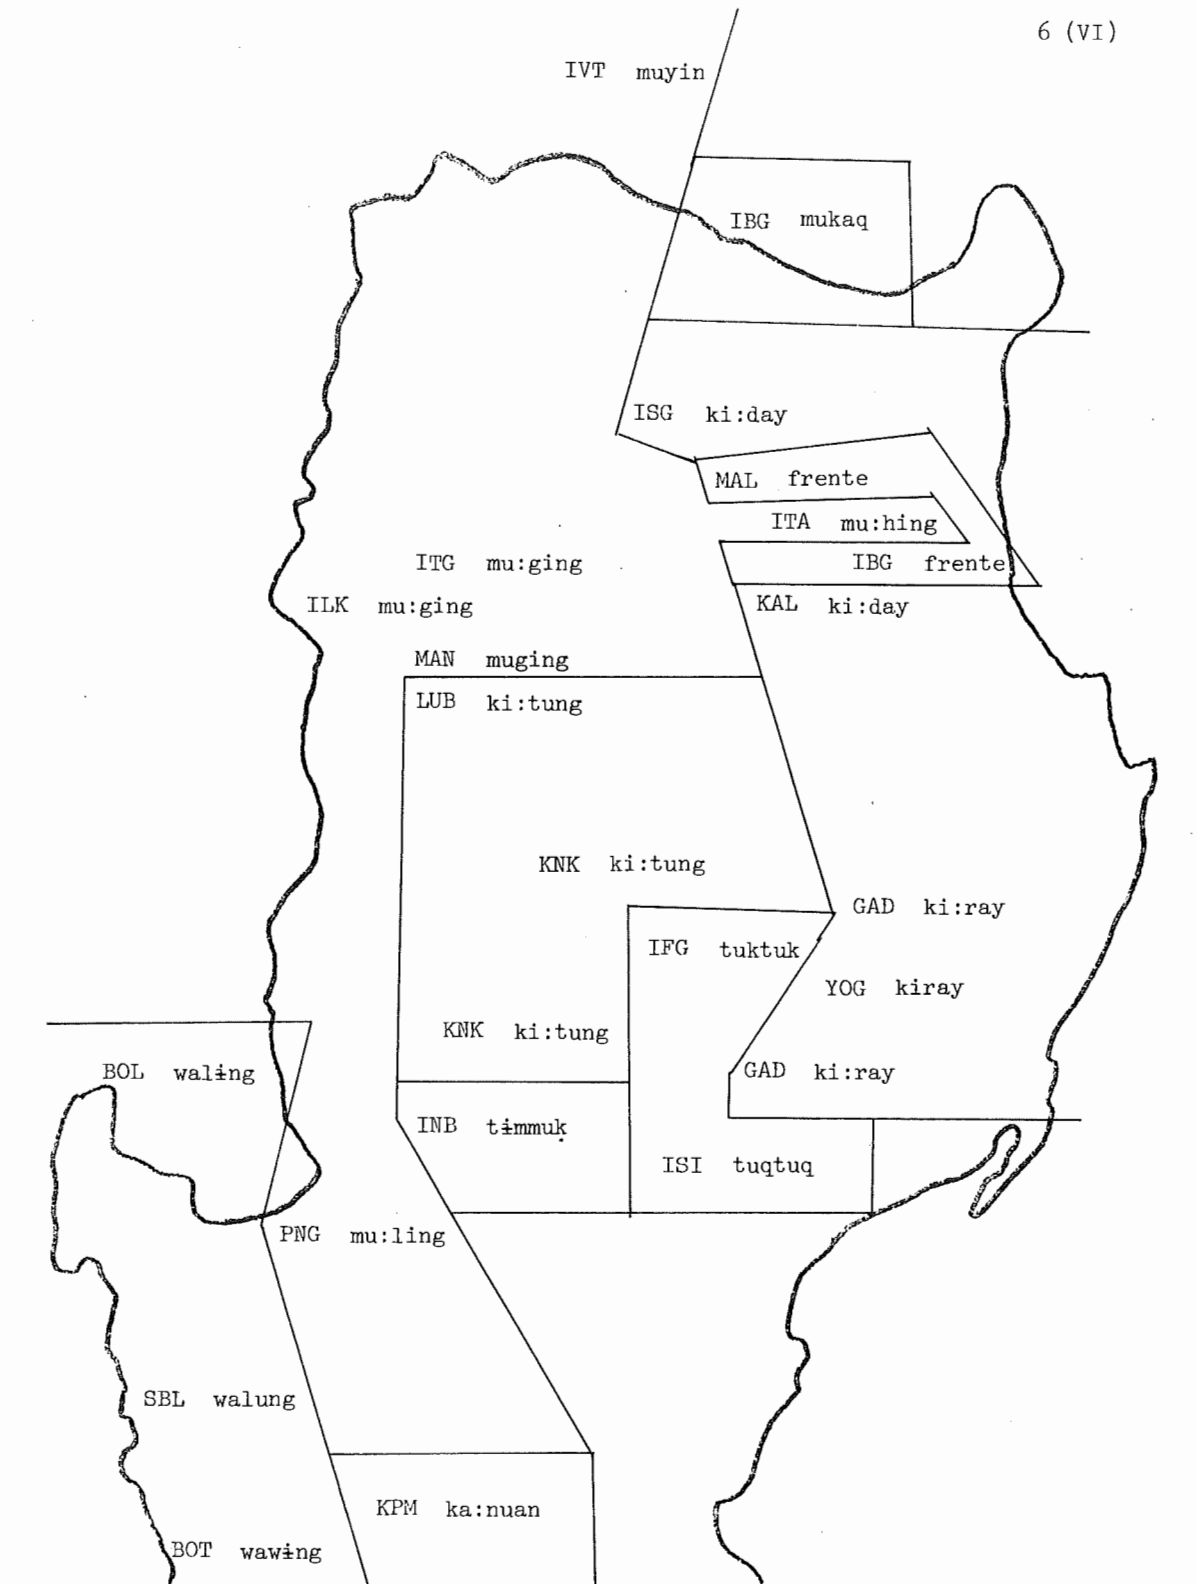 6 (VI)
IVT muyin
IBG mukaq
ISG ki:day
MAL frente
ITA mu:hing
ITG mu:ging
IBG frente
ILK mu:ging
KAL ki:day
MAN muging
LUB ki:tung
KNK ki:tung
GAD ki:ray
IFG tuktuk
YOG kiray
KNK ki:tung
BOL walɨng
GAD ki:ray
INB tɨmmuḳ
ISI tuqtuq
PNG mu:ling
SBL walung
KPM ka:nuan
BOT wawɨng